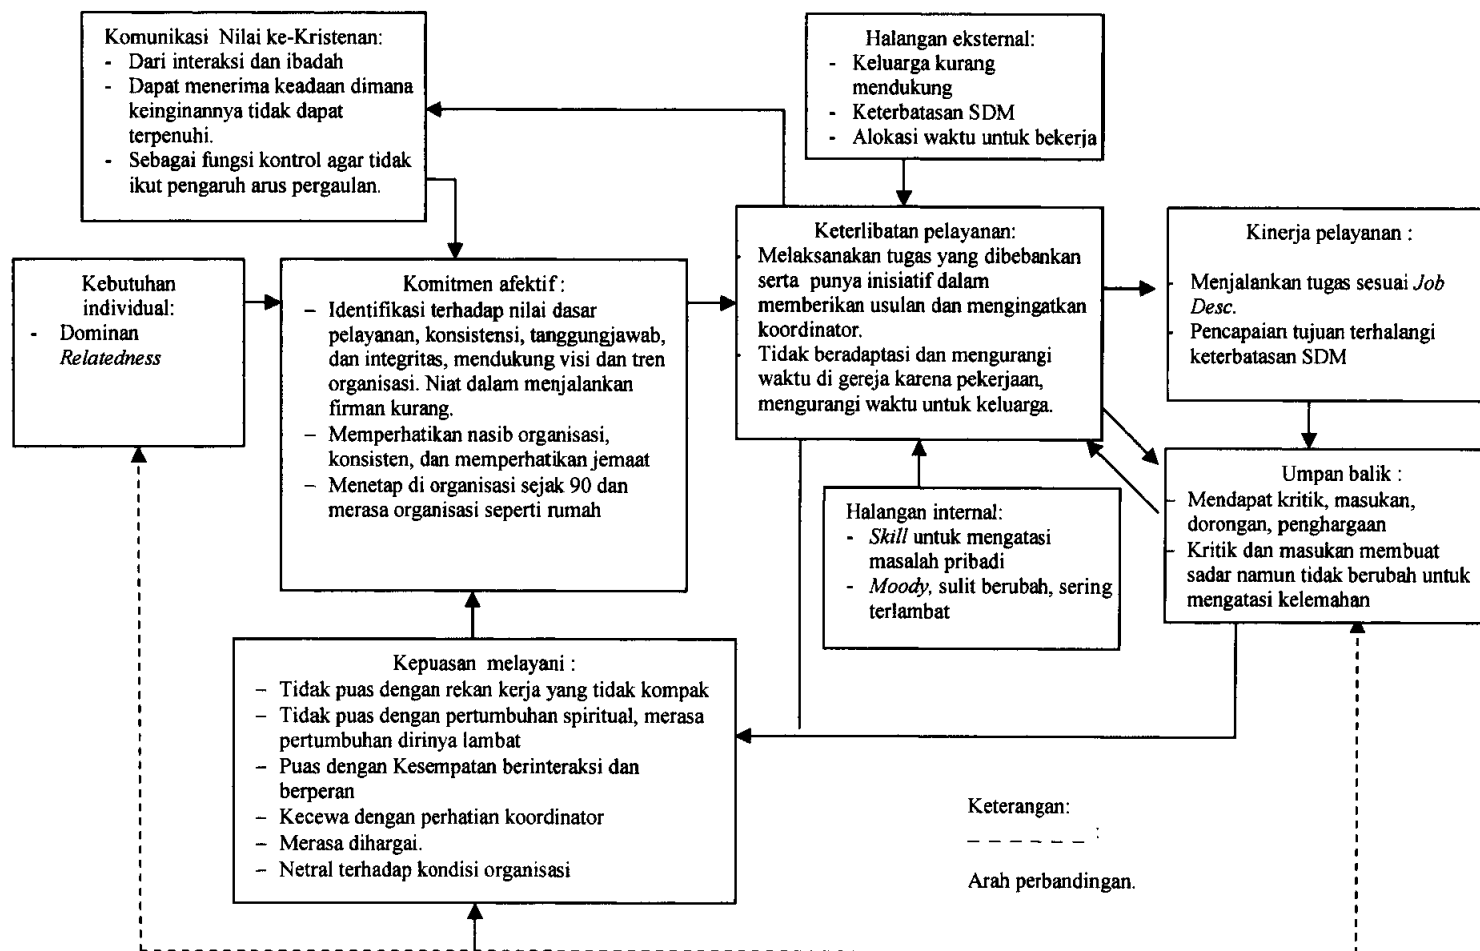 Komunikasi Nilai ke-Kristenan:
- Dari interaksi dan ibadah
- Dapat menerima keadaan dimana
keinginannya tidak dapat
terpenuhi.
- Sebagai fungsi kontrol agar tidak
ikut pengaruh arus pergaulan.
Halangan eksternal:
- Keluarga kurang
mendukung
- Keterbatasan SDM
- Alokasi waktu untuk bekerja
Kebutuhan
individual:
- Dominan
Relatedness
Komitmen afektif :
– Identifikasi terhadap nilai dasar
pelayanan, konsistensi, tanggungjawab,
dan integritas, mendukung visi dan tren
organisasi. Niat dalam menjalankan
firman kurang.
– Memperhatikan nasib organisasi,
konsisten, dan memperhatikan jemaat
– Menetap di organisasi sejak 90 dan
merasa organisasi seperti rumah
Keterlibatan pelayanan:
- Melaksanakan tugas yang dibebankan
serta punya inisiatif dalam
memberikan usulan dan mengingatkan
koordinator.
- Tidak beradaptasi dan mengurangi
waktu di gereja karena pekerjaan,
mengurangi waktu untuk keluarga.
Kinerja pelayanan :
- Menjalankan tugas sesuai Job
Desc.
- Pencapaian tujuan terhalangi
keterbatasan SDM
Halangan internal:
- Skill untuk mengatasi
masalah pribadi
- Moody, sulit berubah, sering
terlambat
Umpan balik :
– Mendapat kritik, masukan,
dorongan, penghargaan
– Kritik dan masukan membuat
sadar namun tidak berubah untuk
mengatasi kelemahan
Kepuasan melayani :
– Tidak puas dengan rekan kerja yang tidak kompak
– Tidak puas dengan pertumbuhan spiritual, merasa
pertumbuhan dirinya lambat
– Puas dengan Kesempatan berinteraksi dan
berperan
– Kecewa dengan perhatian koordinator
– Merasa dihargai.
– Netral terhadap kondisi organisasi
Keterangan:
_ _ _ _ _ _ _ :
Arah perbandingan.